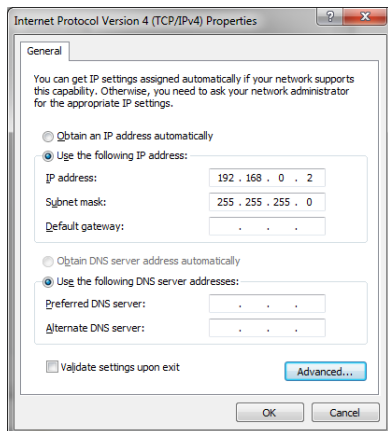 Internet Protocol Version 4 (TCP/IPv4) Properties
General
You can get IP settings assigned automatically if your network supports
this capability. Otherwise, you need to ask your network administrator
for the appropriate IP settings.
Obtain an IP address automatically
Use the following IP address:
IP address: 192 . 168 . 0 . 2
Subnet mask: 255 . 255 . 255 . 0
Default gateway: . . .
Obtain DNS server address automatically
Use the following DNS server addresses:
Preferred DNS server: . . .
Alternate DNS server: . . .
Validate settings upon exit
Advanced...
OK Cancel